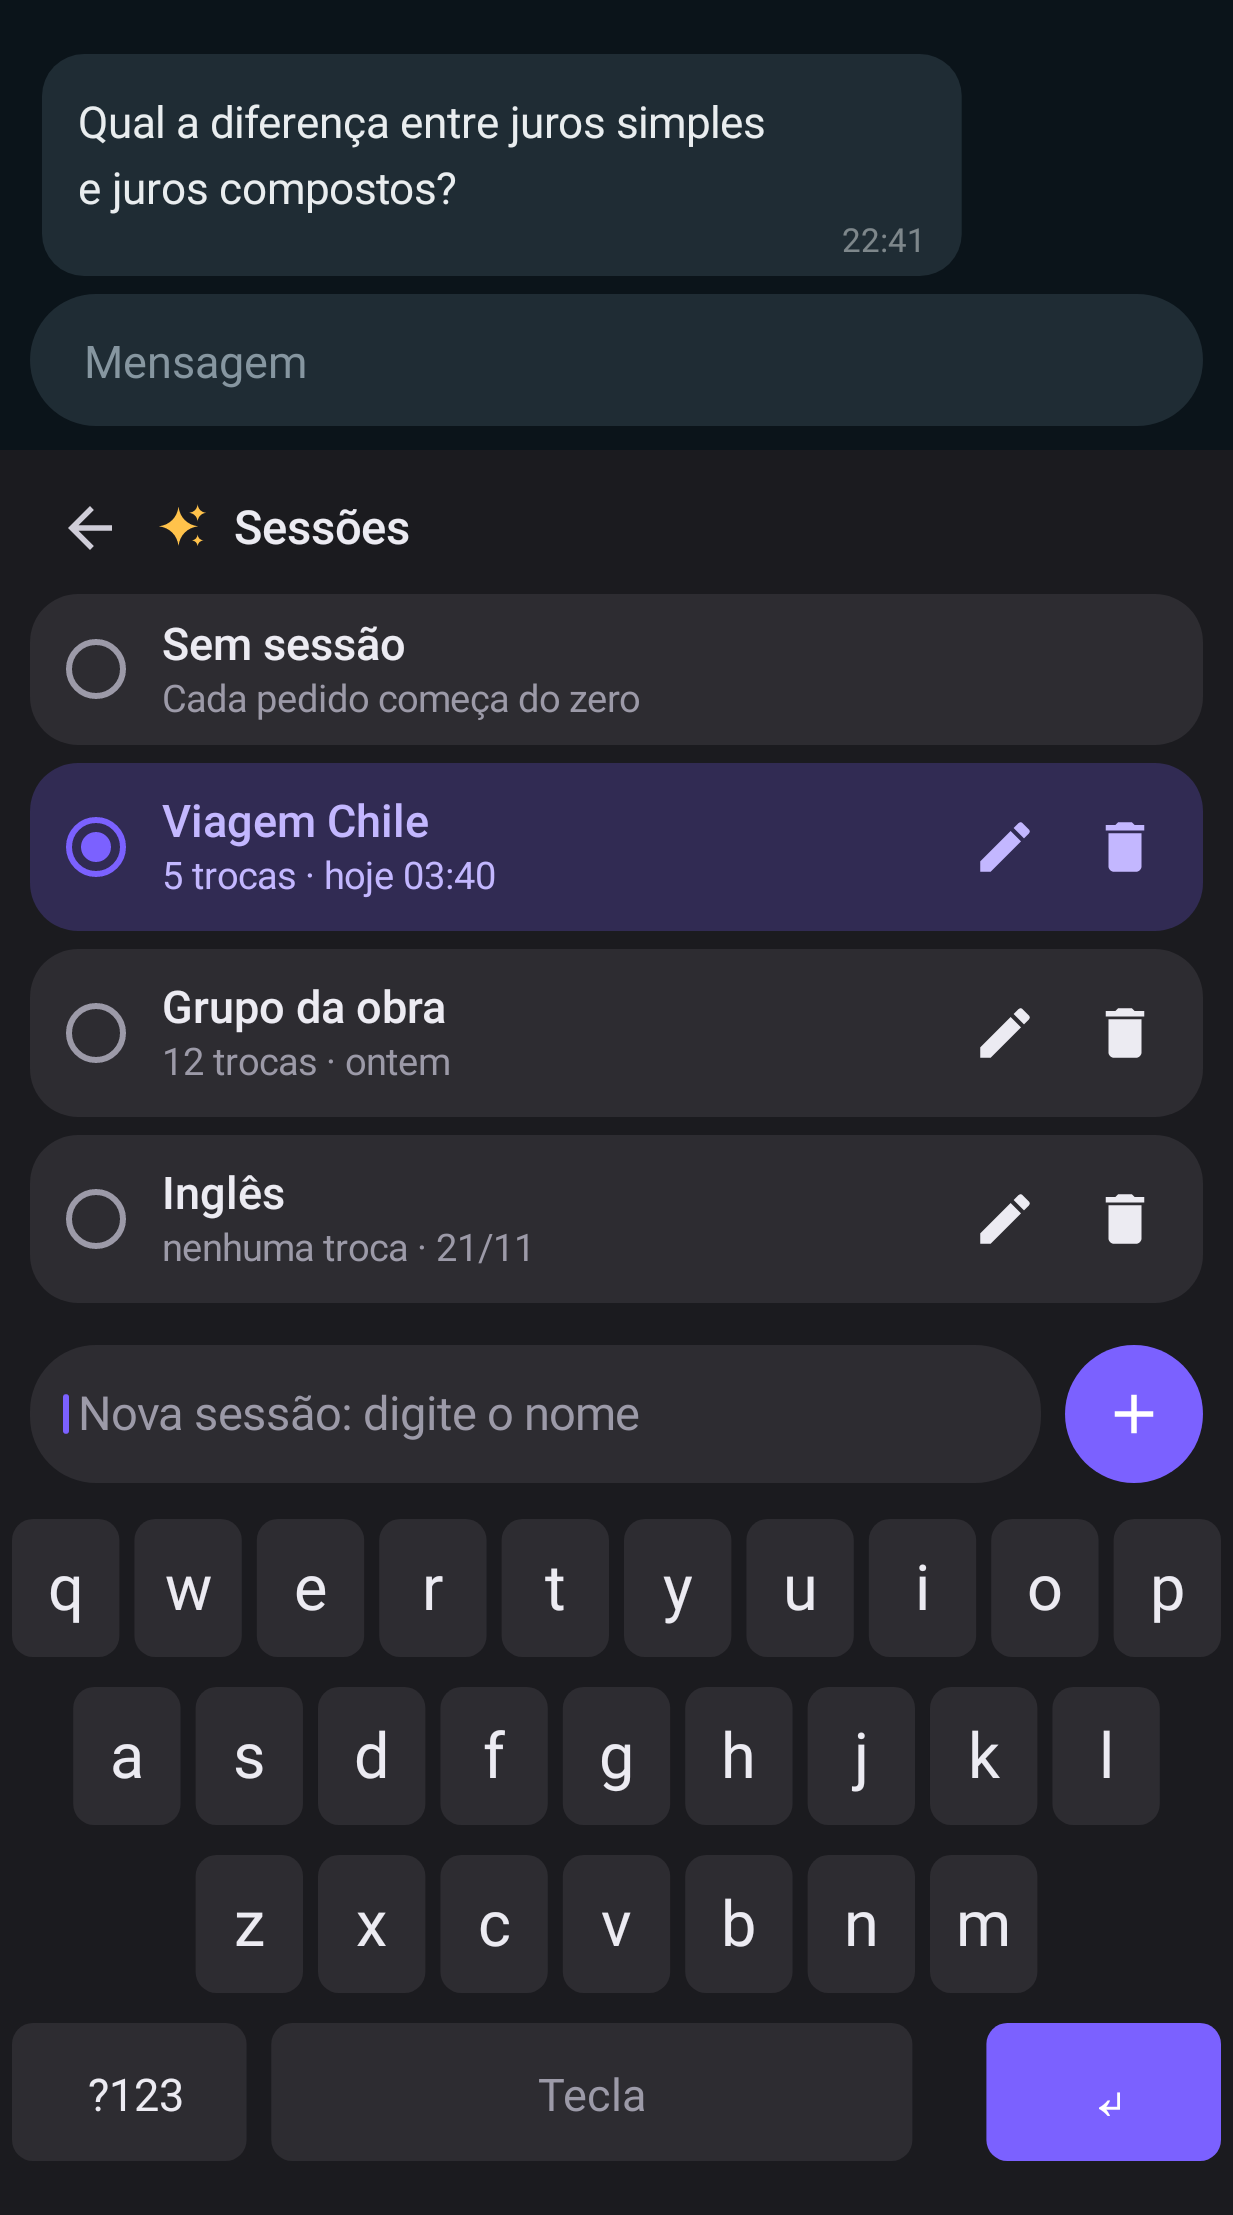 Qual a diferença entre juros simples
e juros compostos?
22:41
Mensagem
Sessões
Sem sessão
Cada pedido começa do zero
Viagem Chile
5 trocas · hoje 03:40
Grupo da obra
12 trocas · ontem
Inglês
nenhuma troca · 21/11
Nova sessão: digite o nome
q w e r t y u i o p
a s d f g h j k l
z x c v b n m
?123 Tecla